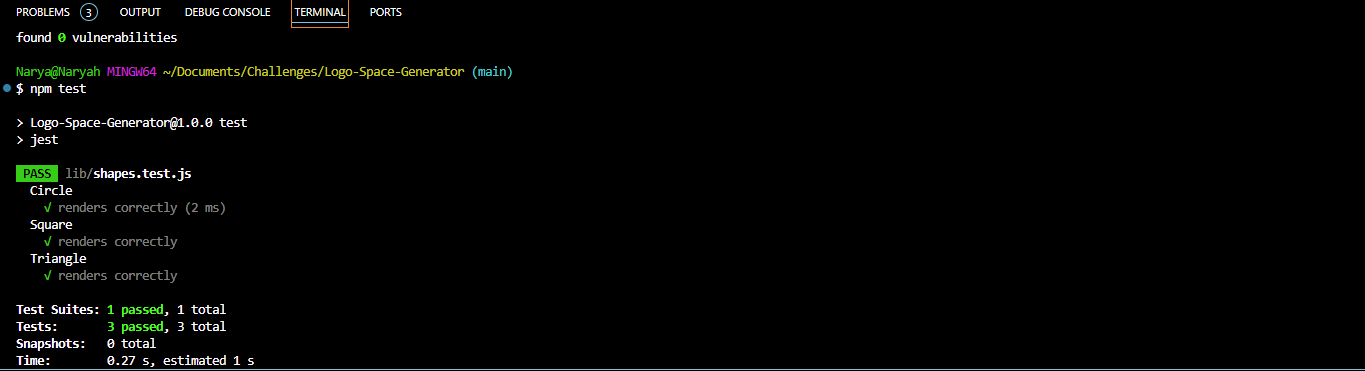 PROBLEMS 3 OUTPUT DEBUG CONSOLE TERMINAL PORTS
found 0 vulnerabilities
Narya@Naryah MINGW64 ~/Documents/Challenges/Logo-Space-Generator (main)
$ npm test
> Logo-Space-Generator@1.0.0 test
> jest
PASS lib/shapes.test.js
Circle
√ renders correctly (2 ms)
Square
√ renders correctly
Triangle
√ renders correctly
Test Suites: 1 passed, 1 total
Tests: 3 passed, 3 total
Snapshots: 0 total
Time: 0.27 s, estimated 1 s